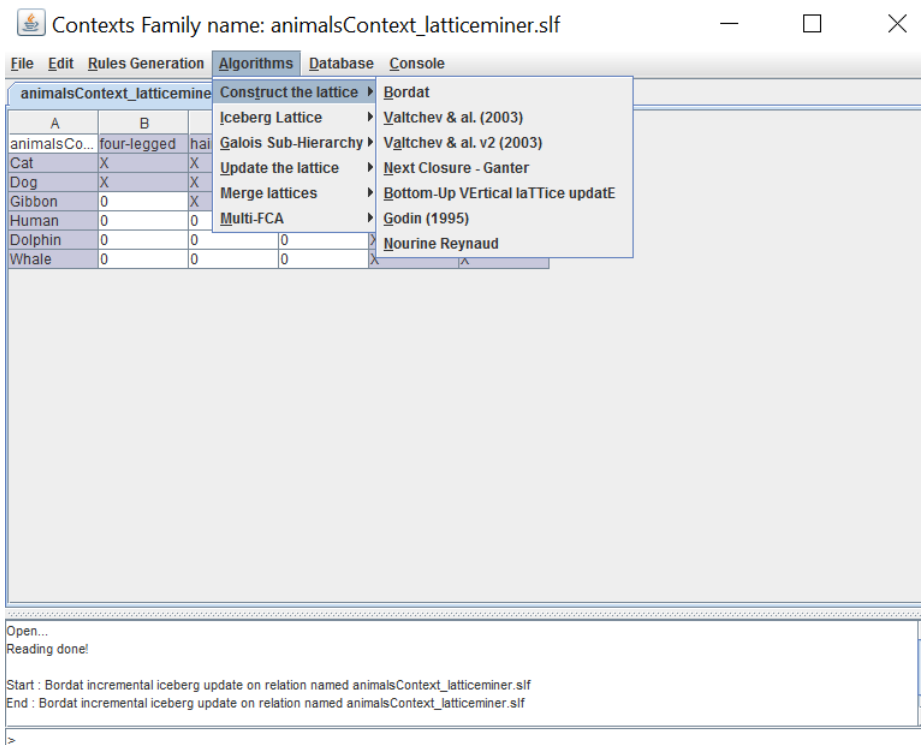 Contexts Family name: animalsContext_latticeminer.slf
File Edit Rules Generation Algorithms Database Console
animalsContext_latticemine
Construct the lattice
Iceberg Lattice
Galois Sub-Hierarchy
Update the lattice
Merge lattices
Multi-FCA
Bordat
Valtchev & al. (2003)
Valtchev & al. v2 (2003)
Next Closure - Ganter
Bottom-Up VErtical laTTice updatE
Godin (1995)
Nourine Reynaud
A B
animalsCo... four-legged hai
Cat X X
Dog X X
Gibbon 0 X
Human 0 0
Dolphin 0 0 0 X
Whale 0 0 0 X X
Open...
Reading done!
Start : Bordat incremental iceberg update on relation named animalsContext_latticeminer.slf
End : Bordat incremental iceberg update on relation named animalsContext_latticeminer.slf
>